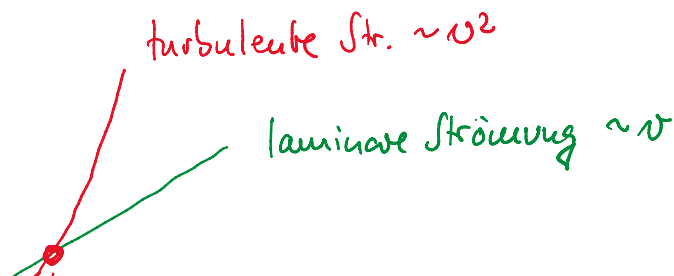 turbulente Str. ~ v²
laminare Strömung ~ v